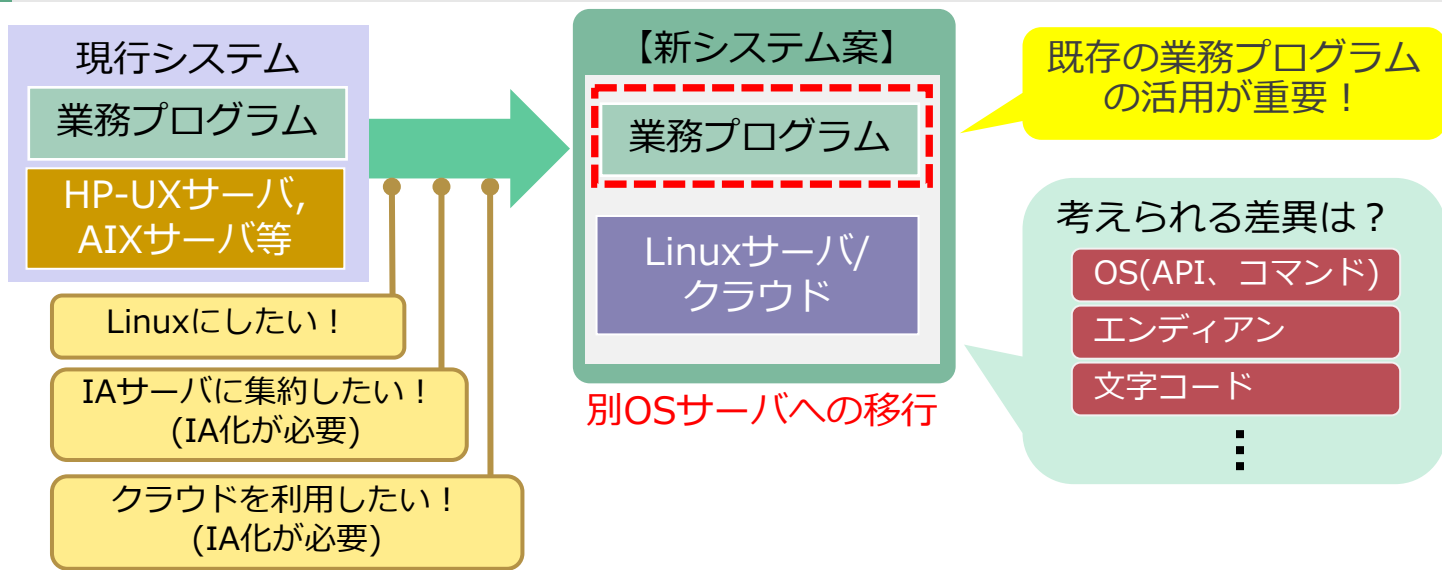 現行システム
業務プログラム
HP-UXサーバ,
AIXサーバ等
Linuxにしたい！
IAサーバに集約したい！
(IA化が必要)
クラウドを利用したい！
(IA化が必要)
【新システム案】
業務プログラム
Linuxサーバ/
クラウド
別OSサーバへの移行
既存の業務プログラム
の活用が重要！
考えられる差異は？
OS(API、コマンド)
エンディアン
文字コード
⋮